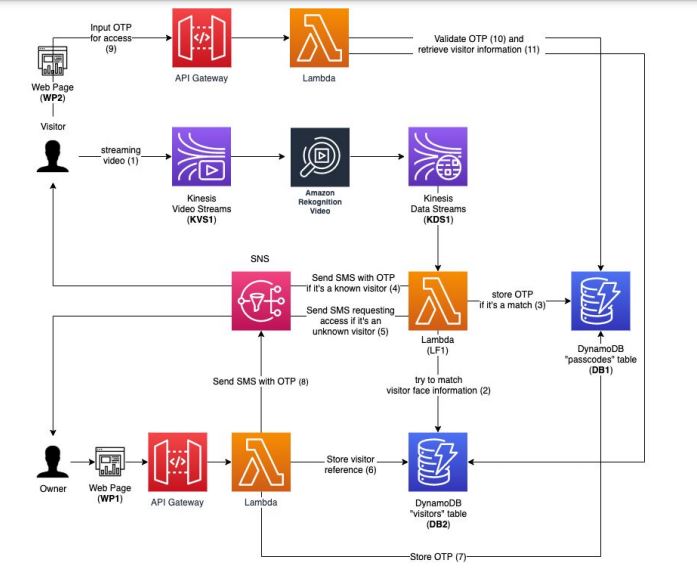 Input OTP
for access
(9)
API Gateway
Lambda
Validate OTP (10) and
retrieve visitor information (11)
Web Page
(WP2)
Visitor
streaming
video (1)
Kinesis
Video Streams
(KVS1)
Amazon
Rekognition
Video
Kinesis
Data Streams
(KDS1)
SNS
Send SMS with OTP
if it's a known visitor (4)
Send SMS requesting
access if it's an
unknown visitor (5)
Lambda
(LF1)
store OTP
if it's a match (3)
DynamoDB
"passcodes" table
(DB1)
Send SMS with OTP (8)
try to match
visitor face information (2)
Owner
Web Page
(WP1)
API Gateway
Lambda
Store visitor
reference (6)
DynamoDB
"visitors" table
(DB2)
Store OTP (7)